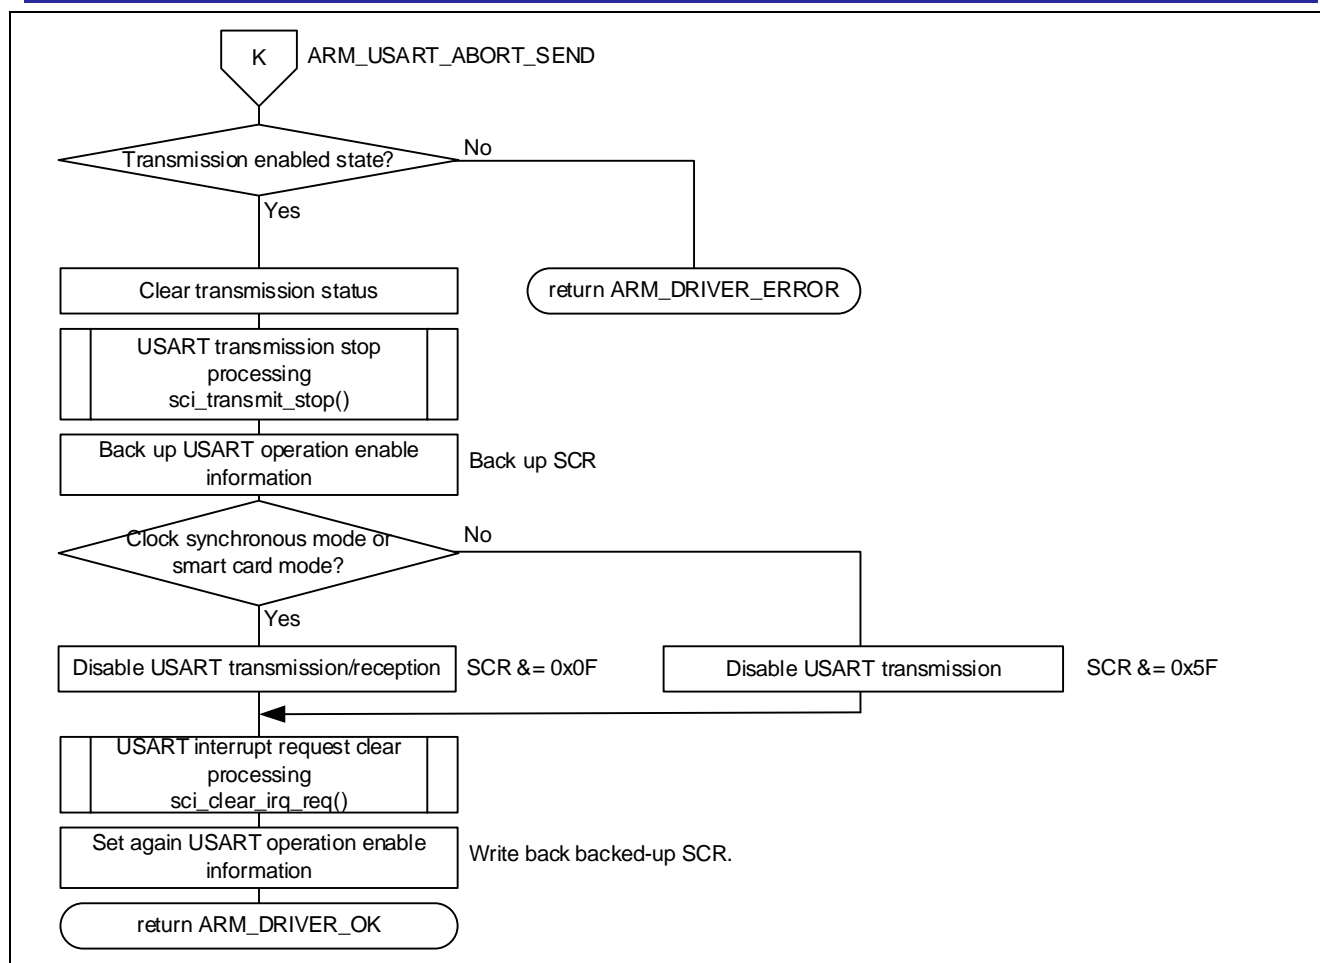 K
ARM_USART_ABORT_SEND
Transmission enabled state?
No
Yes
Clear transmission status
return ARM_DRIVER_ERROR
USART transmission stop
processing
sci_transmit_stop()
Back up USART operation enable
information
Back up SCR
Clock synchronous mode or
smart card mode?
No
Yes
Disable USART transmission/reception
SCR &= 0x0F
Disable USART transmission
SCR &= 0x5F
USART interrupt request clear
processing
sci_clear_irq_req()
Set again USART operation enable
information
Write back backed-up SCR.
return ARM_DRIVER_OK